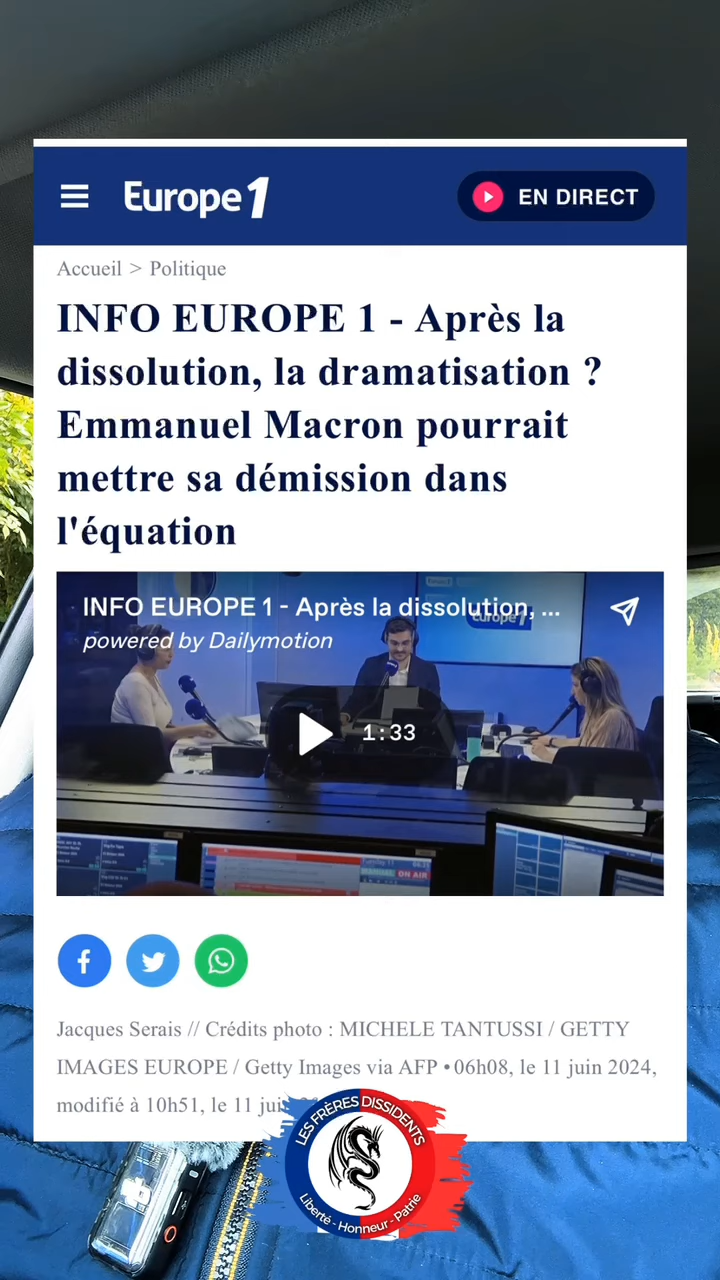 Europe 1
EN DIRECT
Accueil > Politique
INFO EUROPE 1 - Après la
dissolution, la dramatisation ?
Emmanuel Macron pourrait
mettre sa démission dans
l'équation
INFO EUROPE 1 - Après la dissolution, ...
powered by Dailymotion
europe1
1:33
ON AIR
Jacques Serais // Crédits photo : MICHELE TANTUSSI / GETTY
IMAGES EUROPE / Getty Images via AFP • 06h08, le 11 juin 2024,
modifié à 10h51, le 11 jui
LES FRÈRES DISSIDENTS
Liberté - Honneur - Patrie